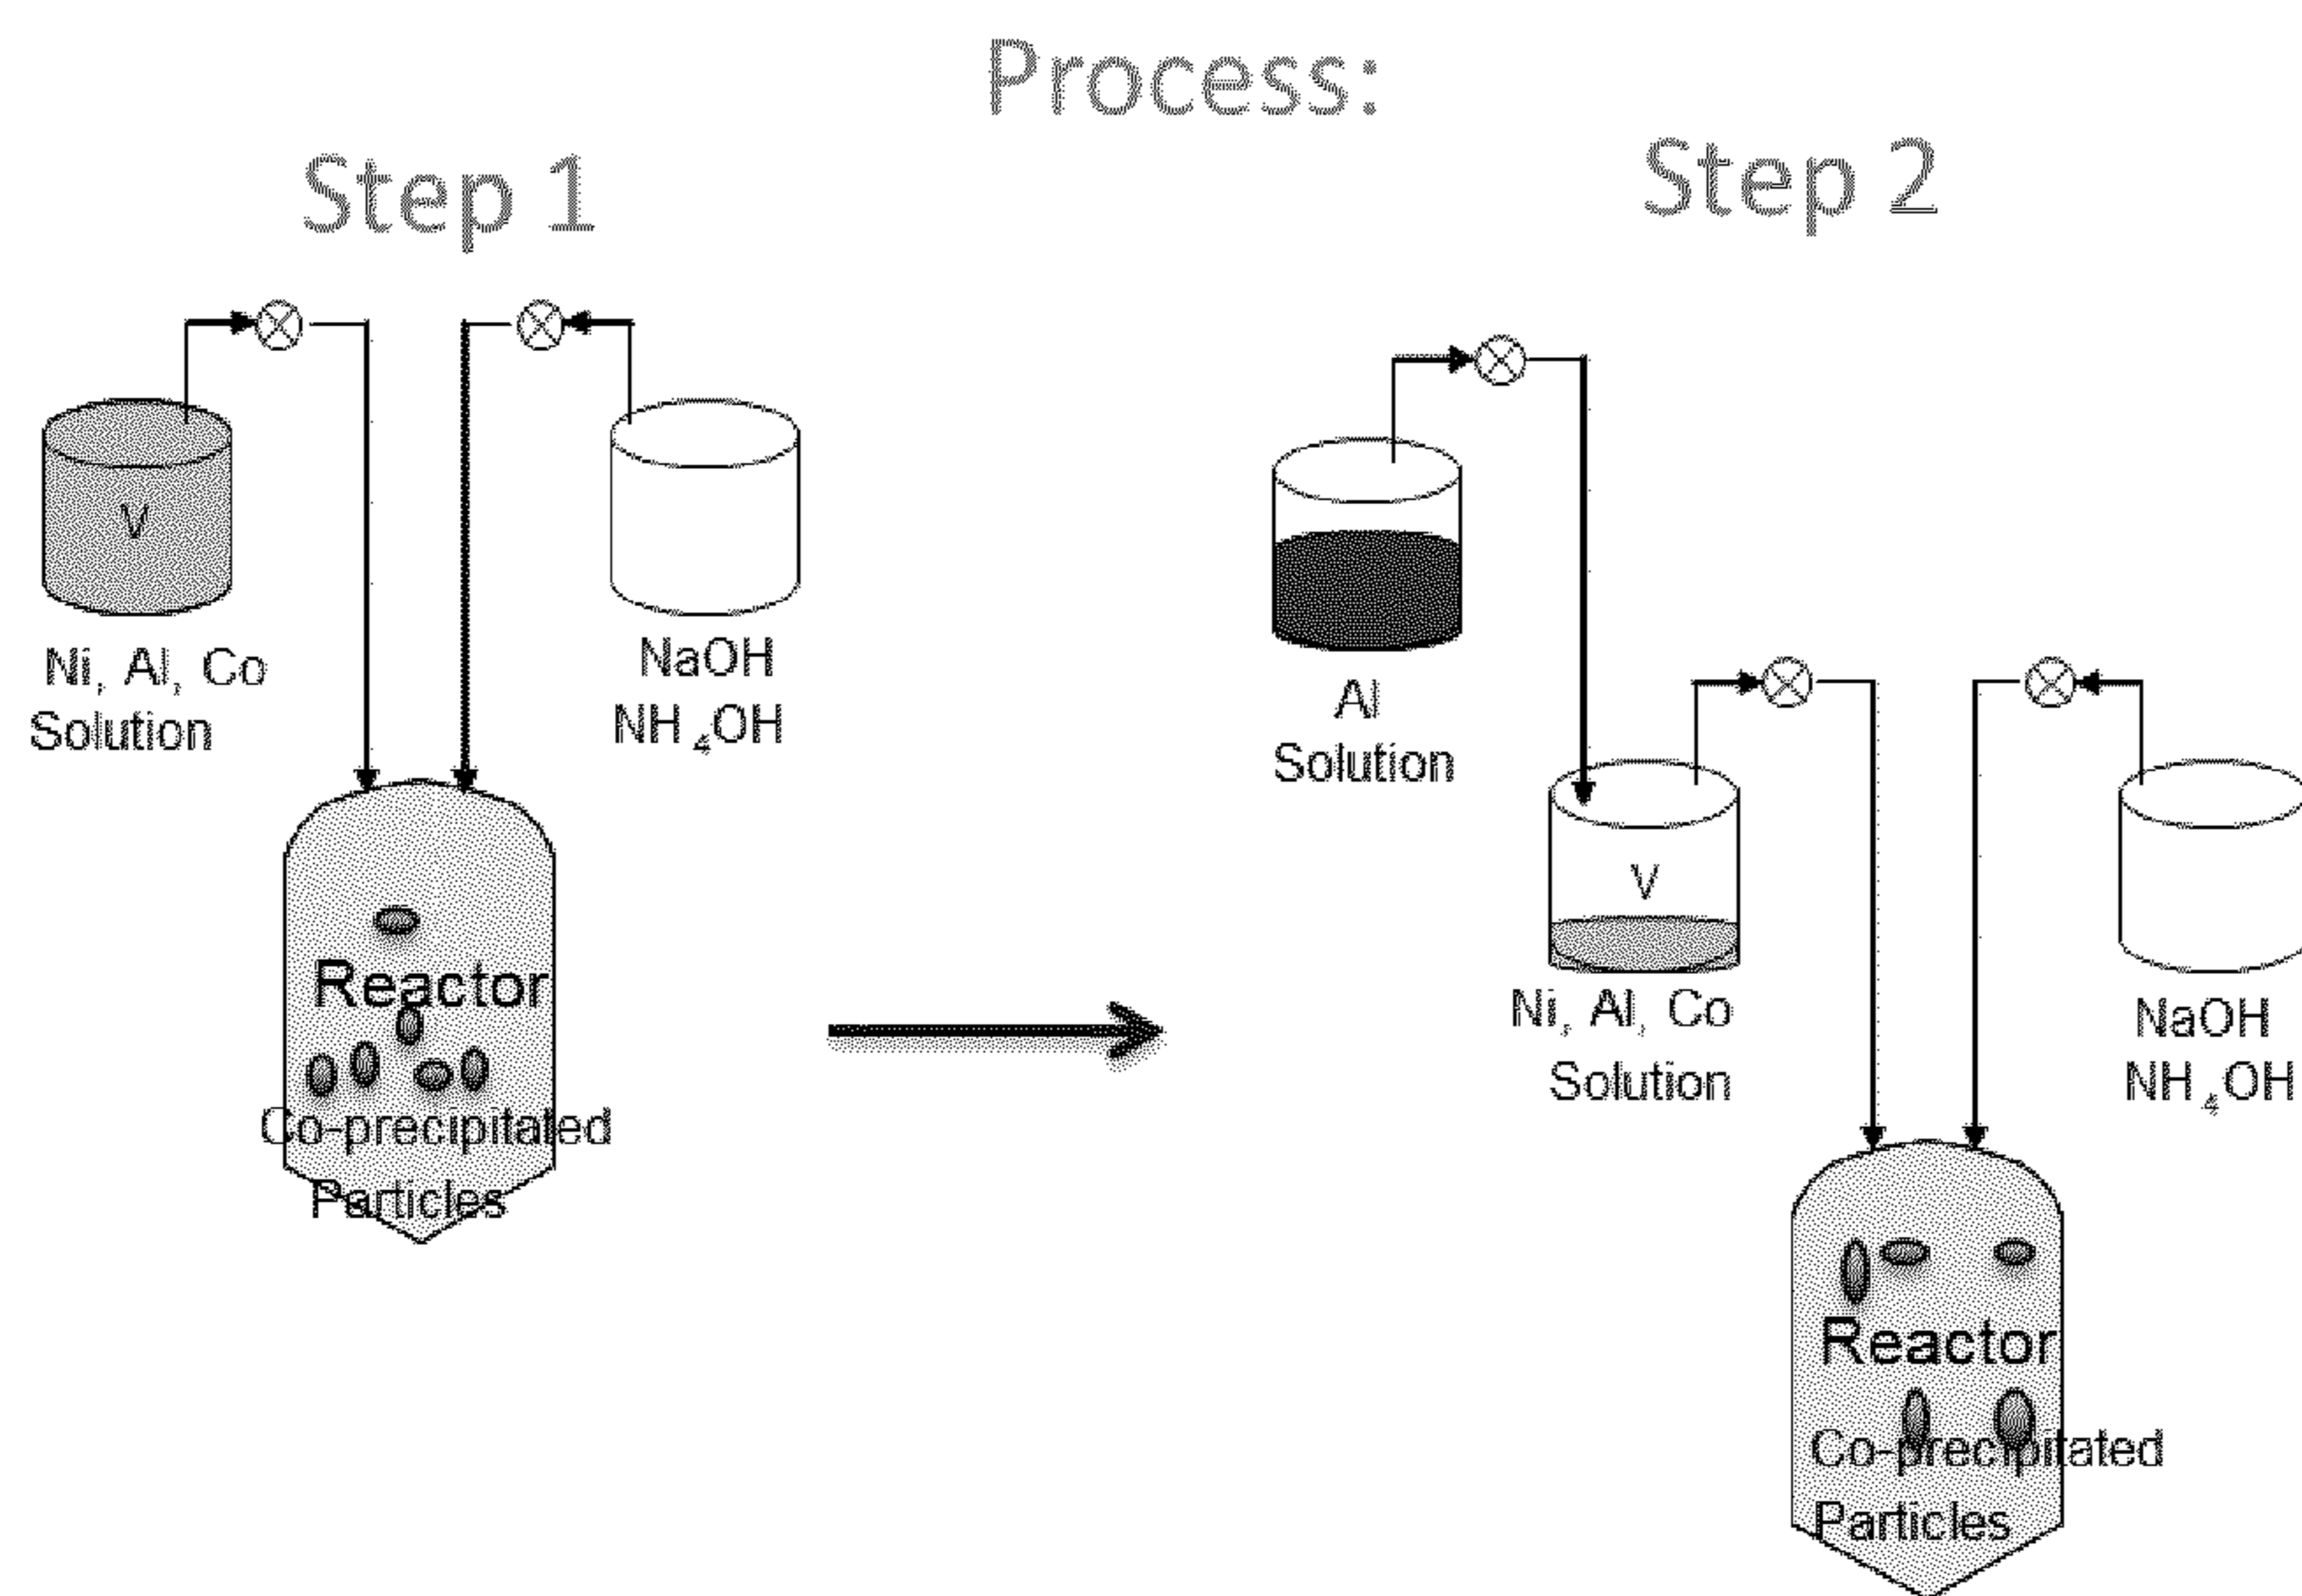 Process:
Step 1
Step 2
V
Ni, Al, Co
Solution
NaOH
NH4OH
Reactor
Co-precipitated
Particles
Al
Solution
V
Ni, Al, Co
Solution
NaOH
NH4OH
Reactor
Co-precipitated
Particles